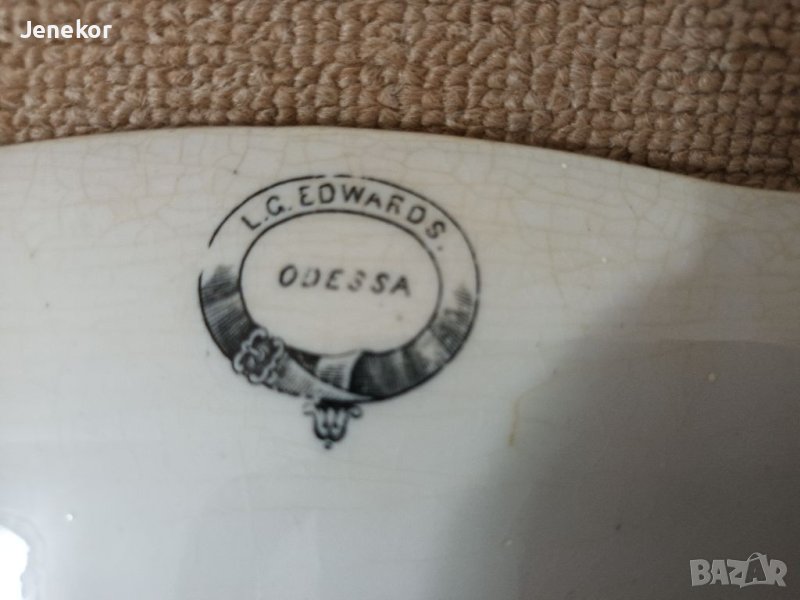 Jenekor
L.G. EDWARDS.
ODESSA
BAZAR